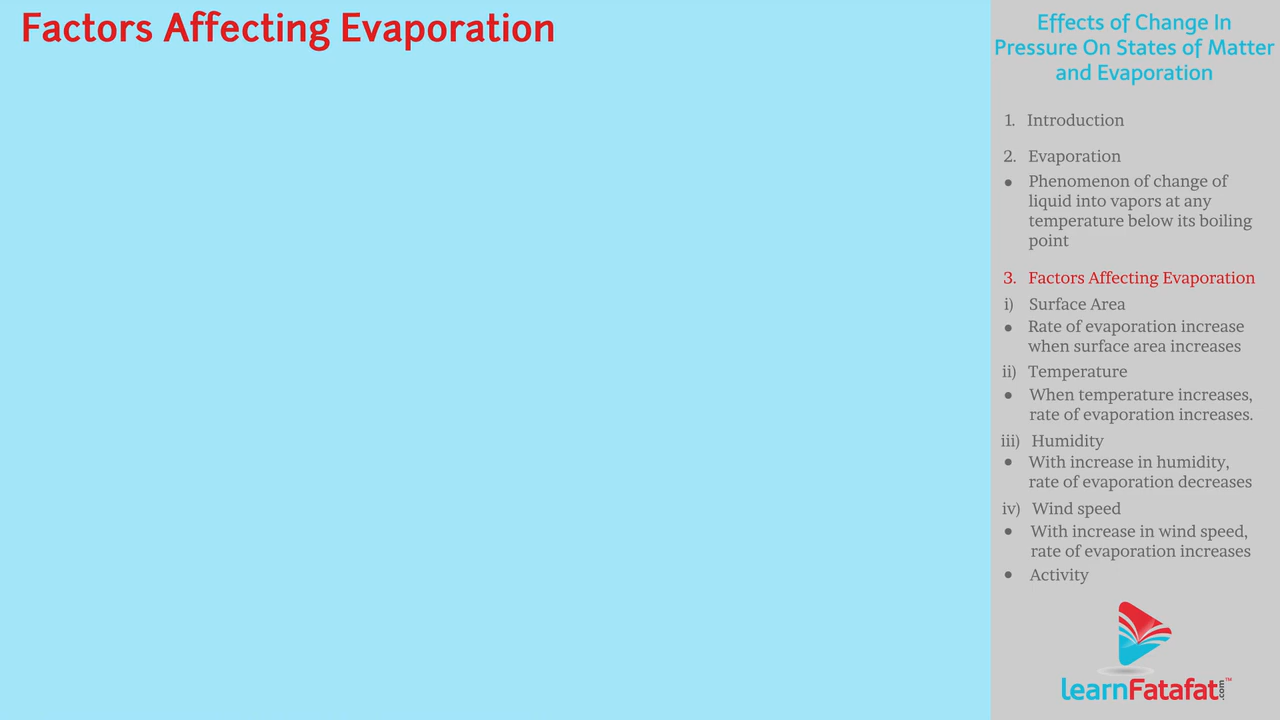 Factors Affecting Evaporation
Effects of Change In
Pressure On States of Matter
and Evaporation
1. Introduction
2. Evaporation
• Phenomenon of change of
liquid into vapors at any
temperature below its boiling
point
3. Factors Affecting Evaporation
i) Surface Area
• Rate of evaporation increase
when surface area increases
ii) Temperature
• When temperature increases,
rate of evaporation increases.
iii) Humidity
• With increase in humidity,
rate of evaporation decreases
iv) Wind speed
• With increase in wind speed,
rate of evaporation increases
• Activity
learnFatafat.com™